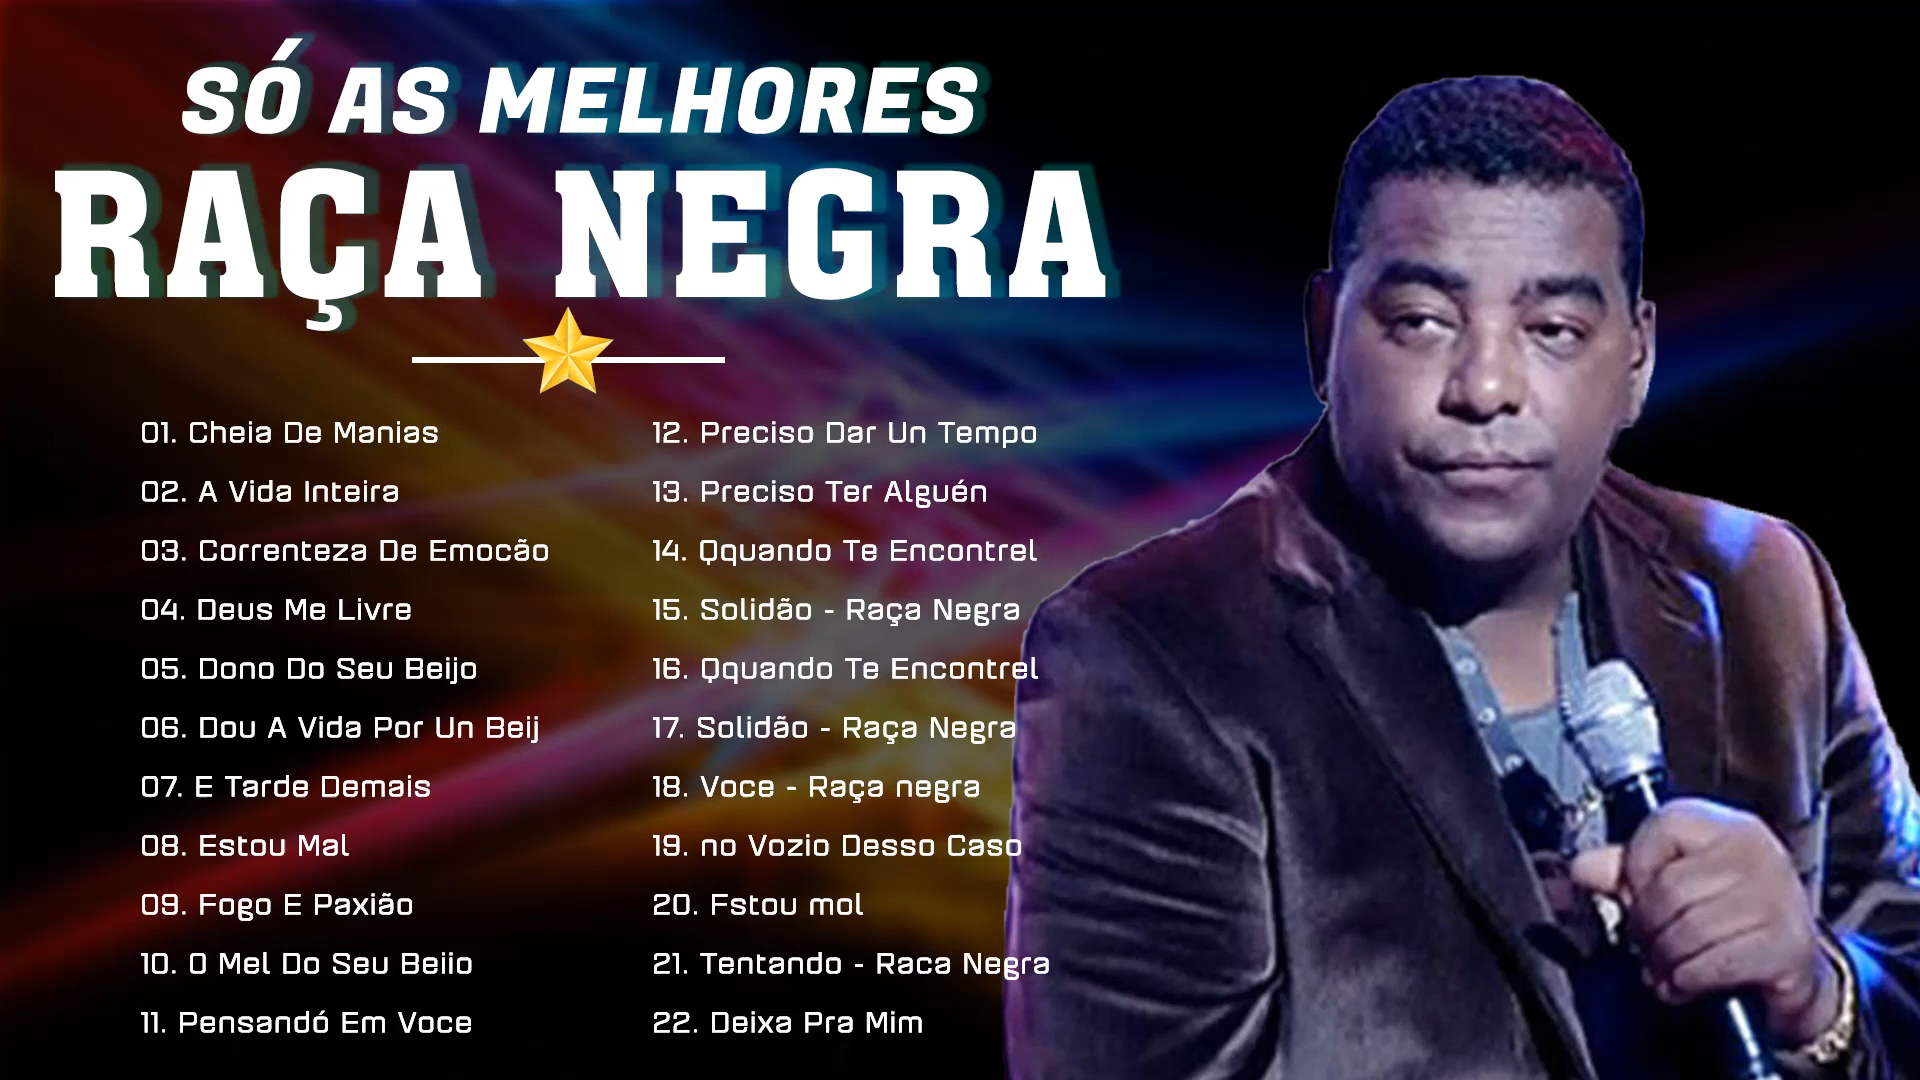 SÓ AS MELHORES
RAÇA NEGRA
01. Cheia De Manias
02. A Vida Inteira
03. Correnteza De Emocão
04. Deus Me Livre
05. Dono Do Seu Beijo
06. Dou A Vida Por Un Beij
07. E Tarde Demais
08. Estou Mal
09. Fogo E Paxião
10. O Mel Do Seu Beiio
11. Pensandó Em Voce
12. Preciso Dar Un Tempo
13. Preciso Ter Alguén
14. Qquando Te Encontrel
15. Solidão - Raça Negra
16. Qquando Te Encontrel
17. Solidão - Raça Negra
18. Voce - Raça negra
19. no Vozio Desso Caso
20. Fstou mol
21. Tentando - Raca Negra
22. Deixa Pra Mim